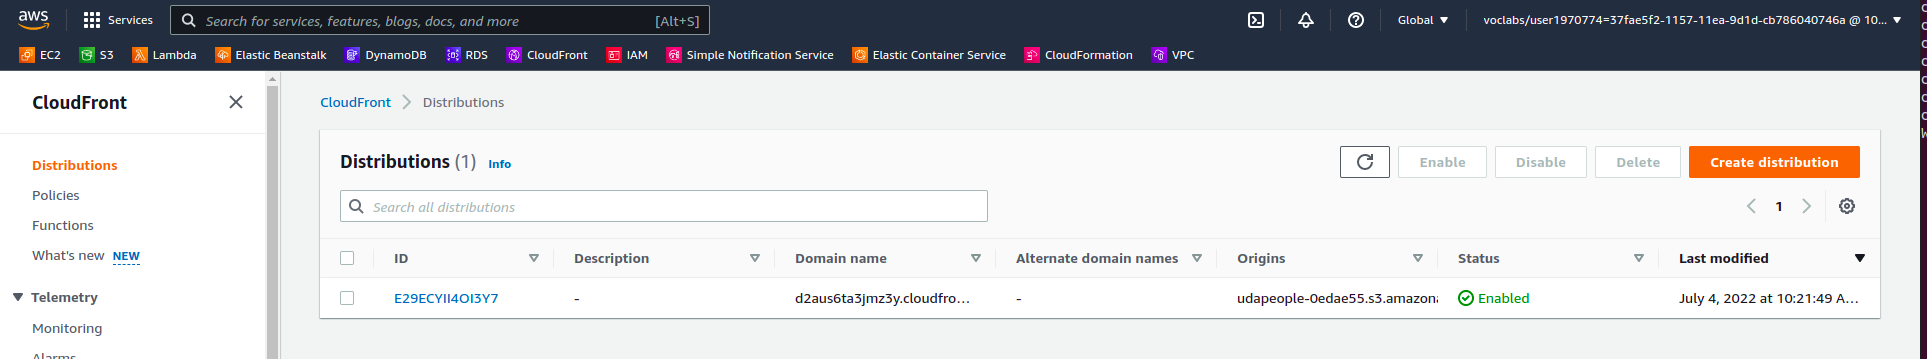 aws Services Search for services, features, blogs, docs, and more [Alt+S] Global voclabs/user1970774=37fae5f2-1157-11ea-9d1d-cb786040746a @ 10...
EC2 S3 Lambda Elastic Beanstalk DynamoDB RDS CloudFront IAM Simple Notification Service Elastic Container Service CloudFormation VPC
CloudFront
Distributions
Policies
Functions
What's new NEW
Telemetry
Monitoring
Alarms
CloudFront > Distributions
Distributions (1) Info Enable Disable Delete Create distribution
Search all distributions 1
ID Description Domain name Alternate domain names Origins Status Last modified
E29ECYII4OI3Y7 - d2aus6ta3jmz3y.cloudfro... - udapeople-0edae55.s3.amazona Enabled July 4, 2022 at 10:21:49 A...